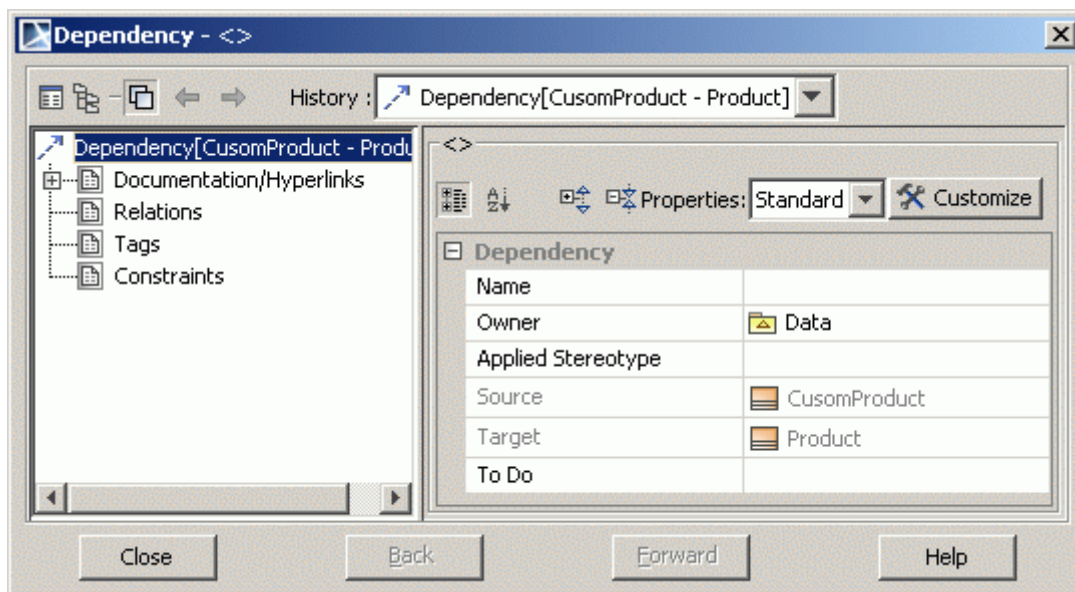 Dependency - <>
History : Dependency[CusomProduct - Product]
Dependency[CusomProduct - Produ
Documentation/Hyperlinks
Relations
Tags
Constraints
<>
Properties: Standard Customize
Dependency
Name
Owner Data
Applied Stereotype
Source CusomProduct
Target Product
To Do
Close Back Forward Help